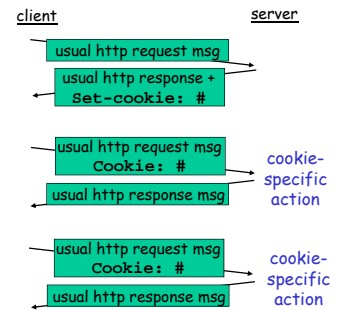 client
server
usual http request msg
usual http response +
Set-cookie: #
usual http request msg
Cookie: #
usual http response msg
cookie-
specific
action
usual http request msg
Cookie: #
usual http response msg
cookie-
specific
action